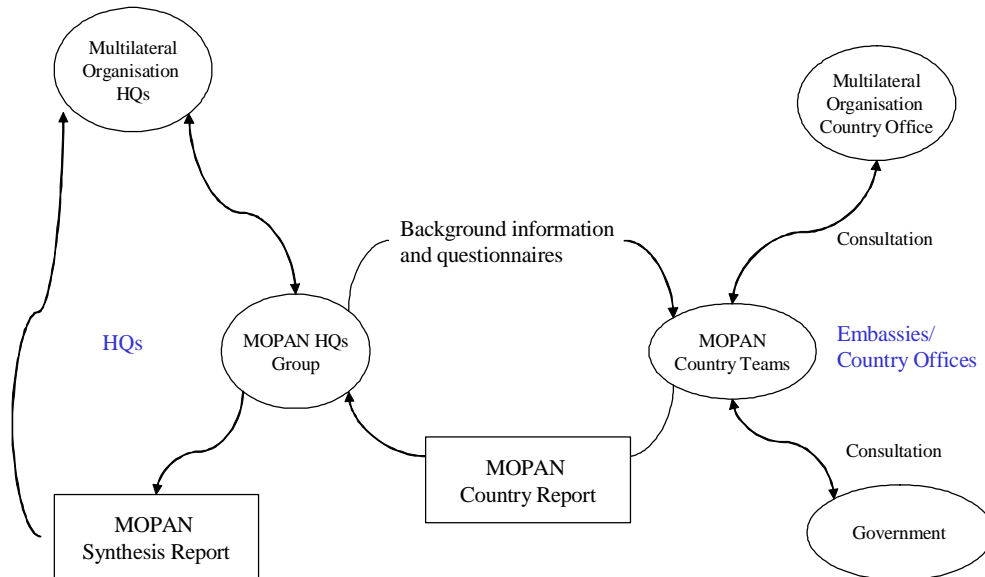 Multilateral
Organisation
HQs
Multilateral
Organisation
Country Office
Background information
and questionnaires
Consultation
HQs
MOPAN HQs
Group
MOPAN
Country Teams
Embassies/
Country Offices
MOPAN
Country Report
Consultation
MOPAN
Synthesis Report
Government